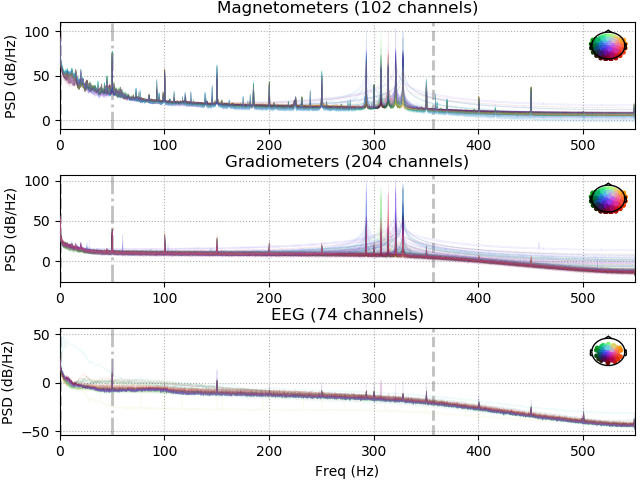 Magnetometers (102 channels)
100
50
0
PSD (dB/Hz)
0 100 200 300 400 500
Gradiometers (204 channels)
100
50
0
PSD (dB/Hz)
0 100 200 300 400 500
EEG (74 channels)
50
0
−50
PSD (dB/Hz)
0 100 200 300 400 500
Freq (Hz)